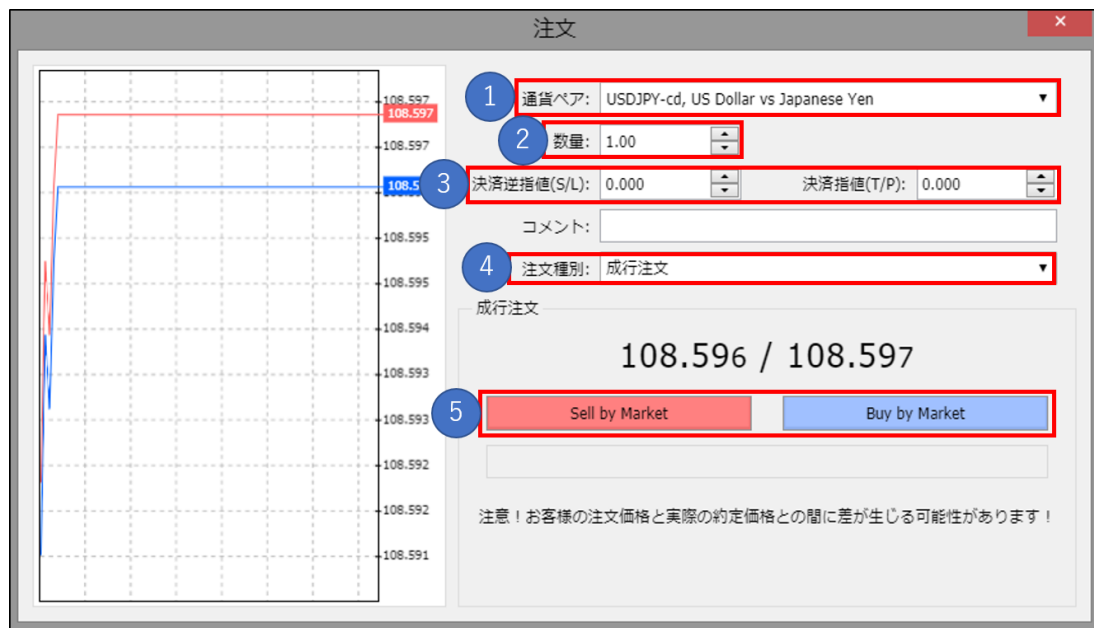 注文
×
108.597
108.597
108.597
108.5
108.595
108.595
108.594
108.593
108.593
108.592
108.592
108.591
1 通貨ペア: USDJPY-cd, US Dollar vs Japanese Yen
2 数量: 1.00
3 決済逆指値(S/L): 0.000 決済指値(T/P): 0.000
コメント:
4 注文種別: 成行注文
成行注文
108.596 / 108.597
5 Sell by Market Buy by Market
注意！お客様の注文価格と実際の約定価格との間に差が生じる可能性があります！